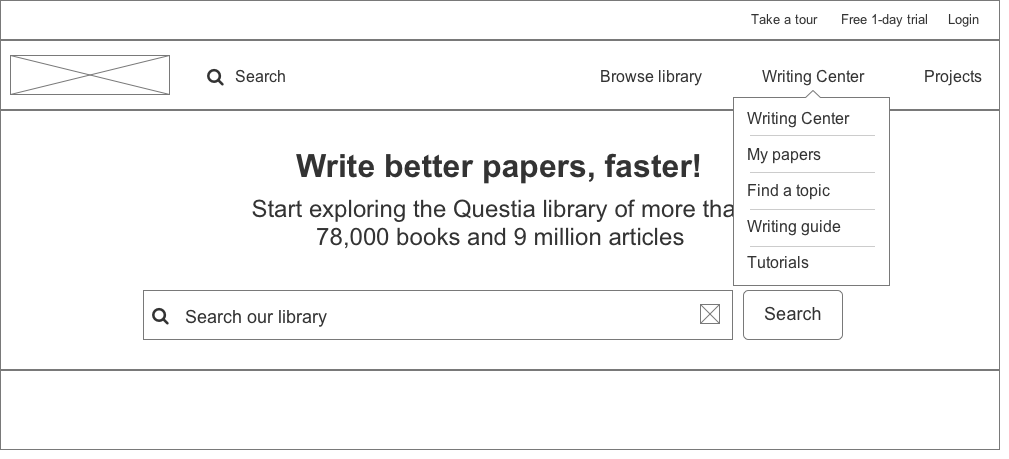 Take a tour Free 1-day trial Login
Search Browse library Writing Center Projects
Writing Center
My papers
Find a topic
Writing guide
Tutorials
Write better papers, faster!
Start exploring the Questia library of more tha
78,000 books and 9 million articles
Search our library Search